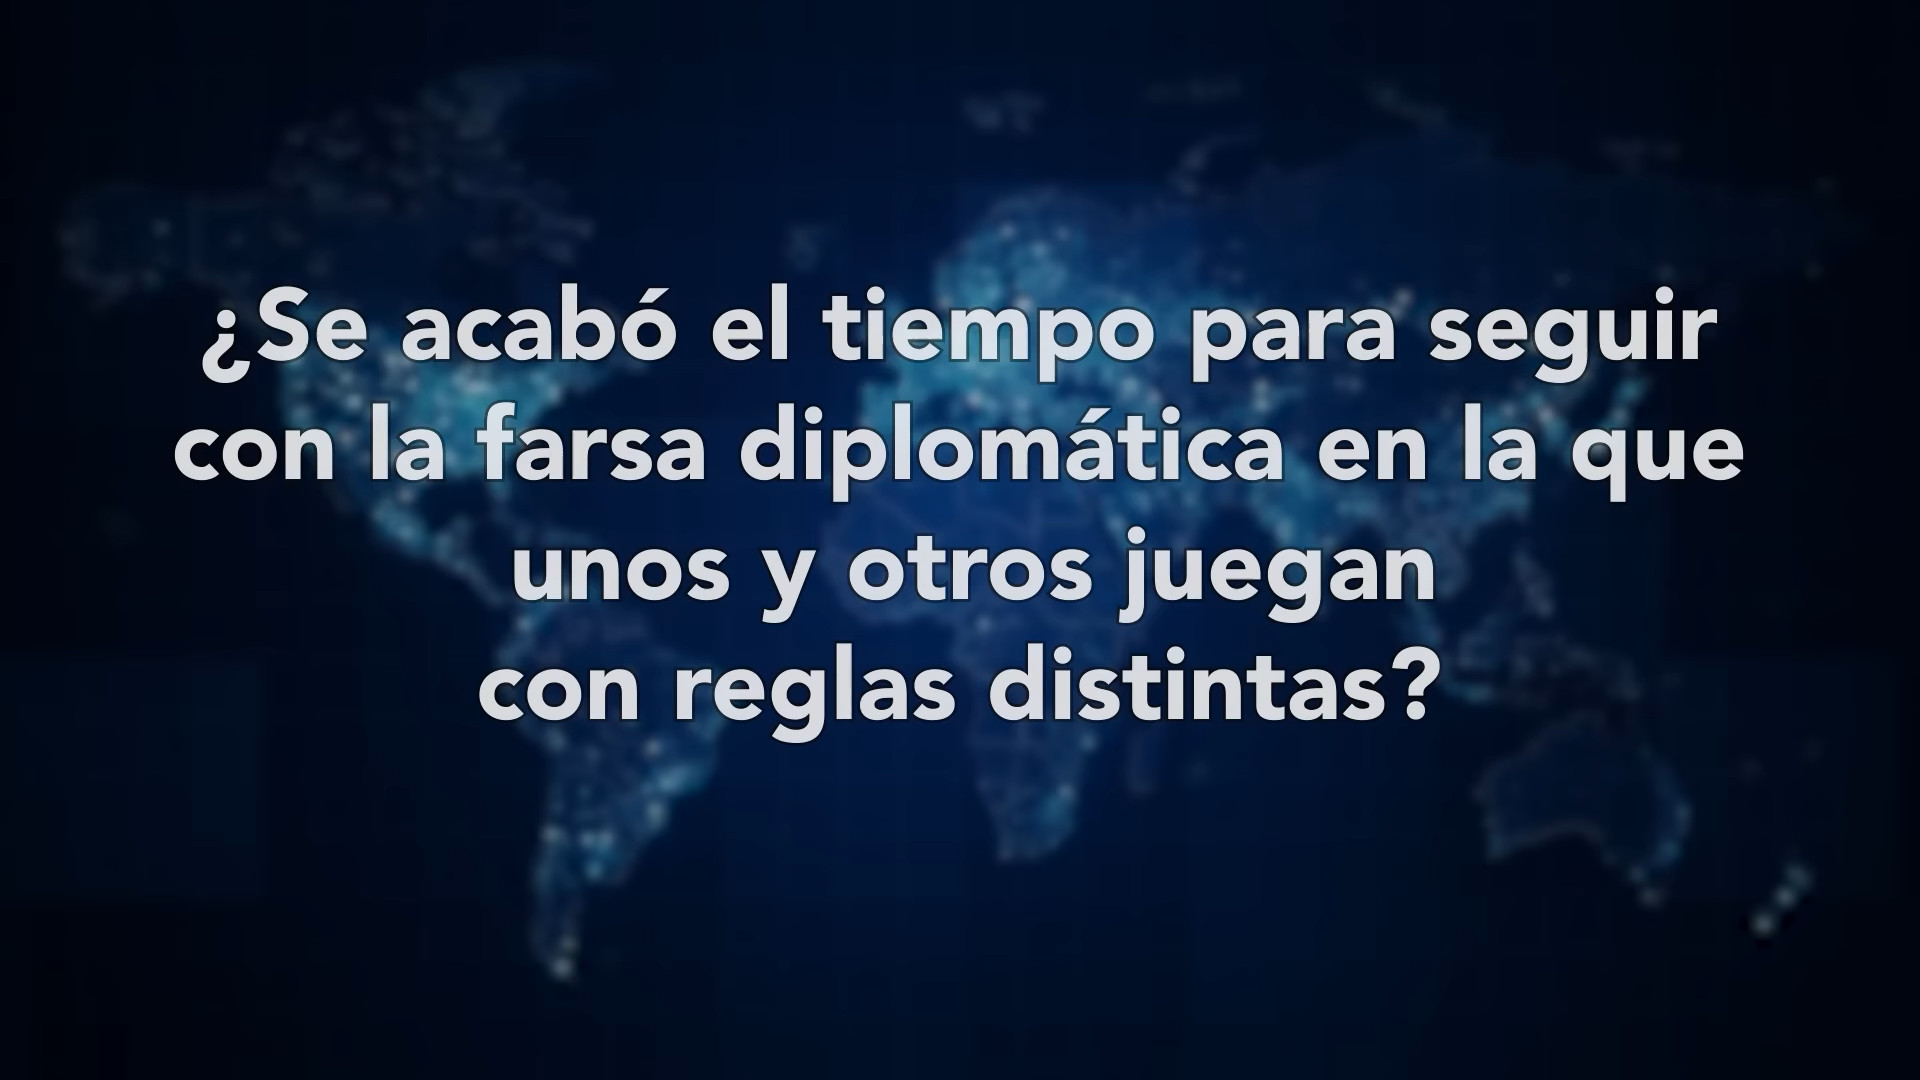 ¿Se acabó el tiempo para seguir
con la farsa diplomática en la que
unos y otros juegan
con reglas distintas?